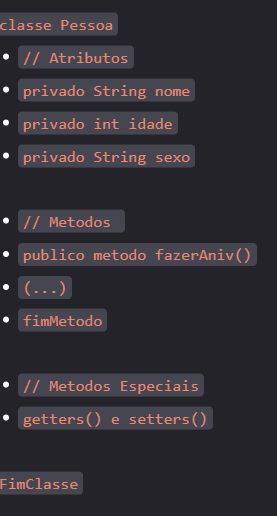 classe Pessoa
// Atributos
privado String nome
privado int idade
privado String sexo
// Metodos
publico metodo fazerAniv()
(...)
fimMetodo
// Metodos Especiais
getters() e setters()
FimClasse